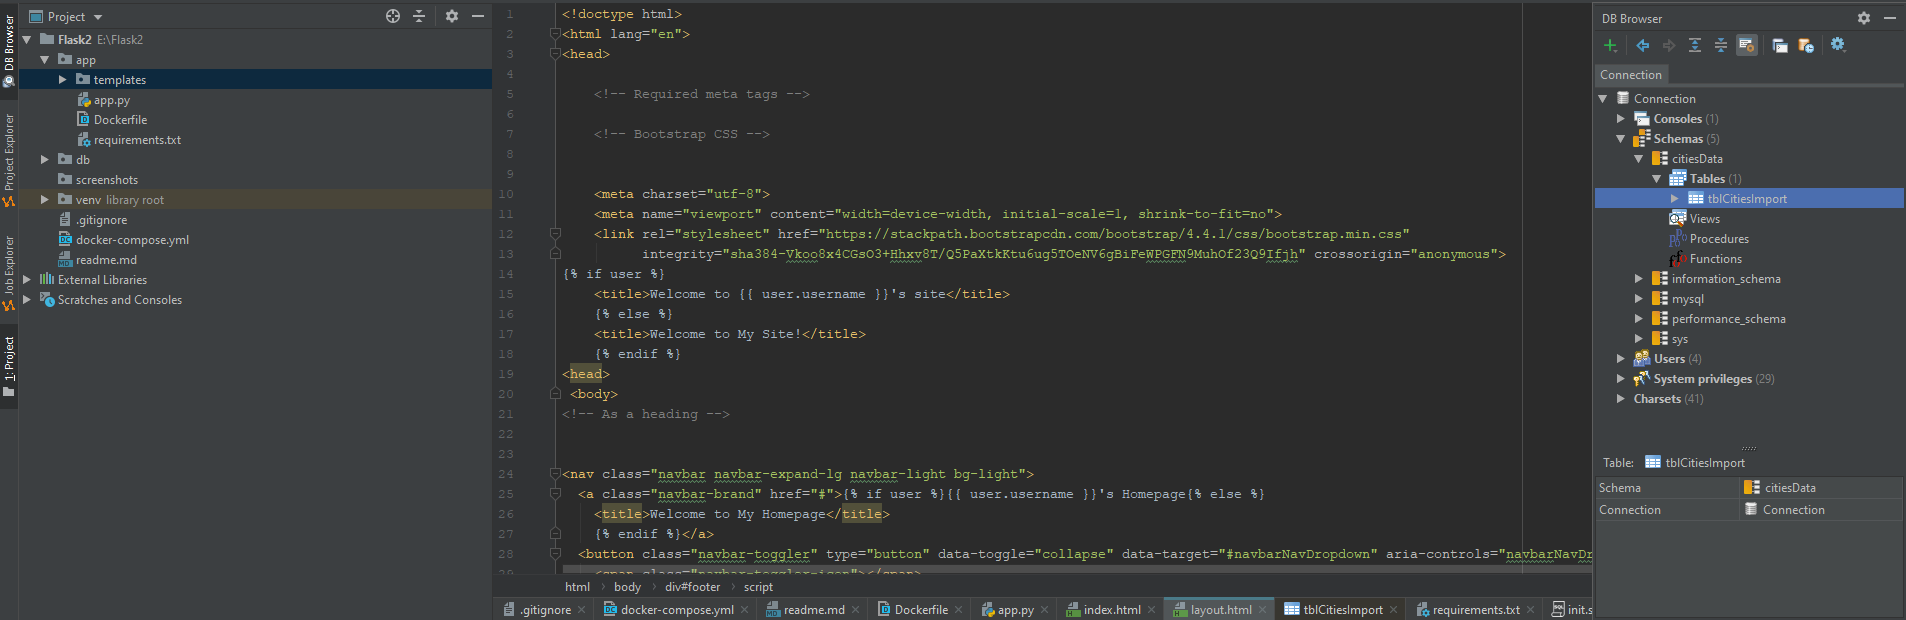 DB Browser
Project Explorer
Job Explorer
1: Project
Project
Flask2 E:\Flask2
app
templates
app.py
Dockerfile
requirements.txt
db
screenshots
venv library root
.gitignore
docker-compose.yml
readme.md
External Libraries
Scratches and Consoles
1 <!doctype html>
2 <html lang="en">
3 <head>
4
5 <!-- Required meta tags -->
6
7 <!-- Bootstrap CSS -->
8
9
10 <meta charset="utf-8">
11 <meta name="viewport" content="width=device-width, initial-scale=1, shrink-to-fit=no">
12 <link rel="stylesheet" href="https://stackpath.bootstrapcdn.com/bootstrap/4.4.1/css/bootstrap.min.css"
13 integrity="sha384-Vkoo8x4CGsO3+Hhxv8T/Q5PaXtkKtu6ug5TOeNV6gBiFeWPGFN9MuhOf23Q9Ifjh" crossorigin="anonymous">
14 {% if user %}
15 <title>Welcome to {{ user.username }}'s site</title>
16 {% else %}
17 <title>Welcome to My Site!</title>
18 {% endif %}
19 <head>
20 <body>
21 <!-- As a heading -->
22
23
24 <nav class="navbar navbar-expand-lg navbar-light bg-light">
25 <a class="navbar-brand" href="#">{% if user %}{{ user.username }}'s Homepage{% else %}
26 <title>Welcome to My Homepage</title>
27 {% endif %}</a>
28 <button class="navbar-toggler" type="button" data-toggle="collapse" data-target="#navbarNavDropdown" aria-controls="navbarNavDr
29 <span class="navbar-toggler-icon"></span>
html > body > div#footer > script
.gitignore
docker-compose.yml
readme.md
Dockerfile
app.py
index.html
layout.html
tblCitiesImport
requirements.txt
init.s
DB Browser
Connection
Connection
Consoles (1)
Schemas (5)
citiesData
Tables (1)
tblCitiesImport
Views
Procedures
Functions
information_schema
mysql
performance_schema
sys
Users (4)
System privileges (29)
Charsets (41)
Table: tblCitiesImport
Schema citiesData
Connection Connection